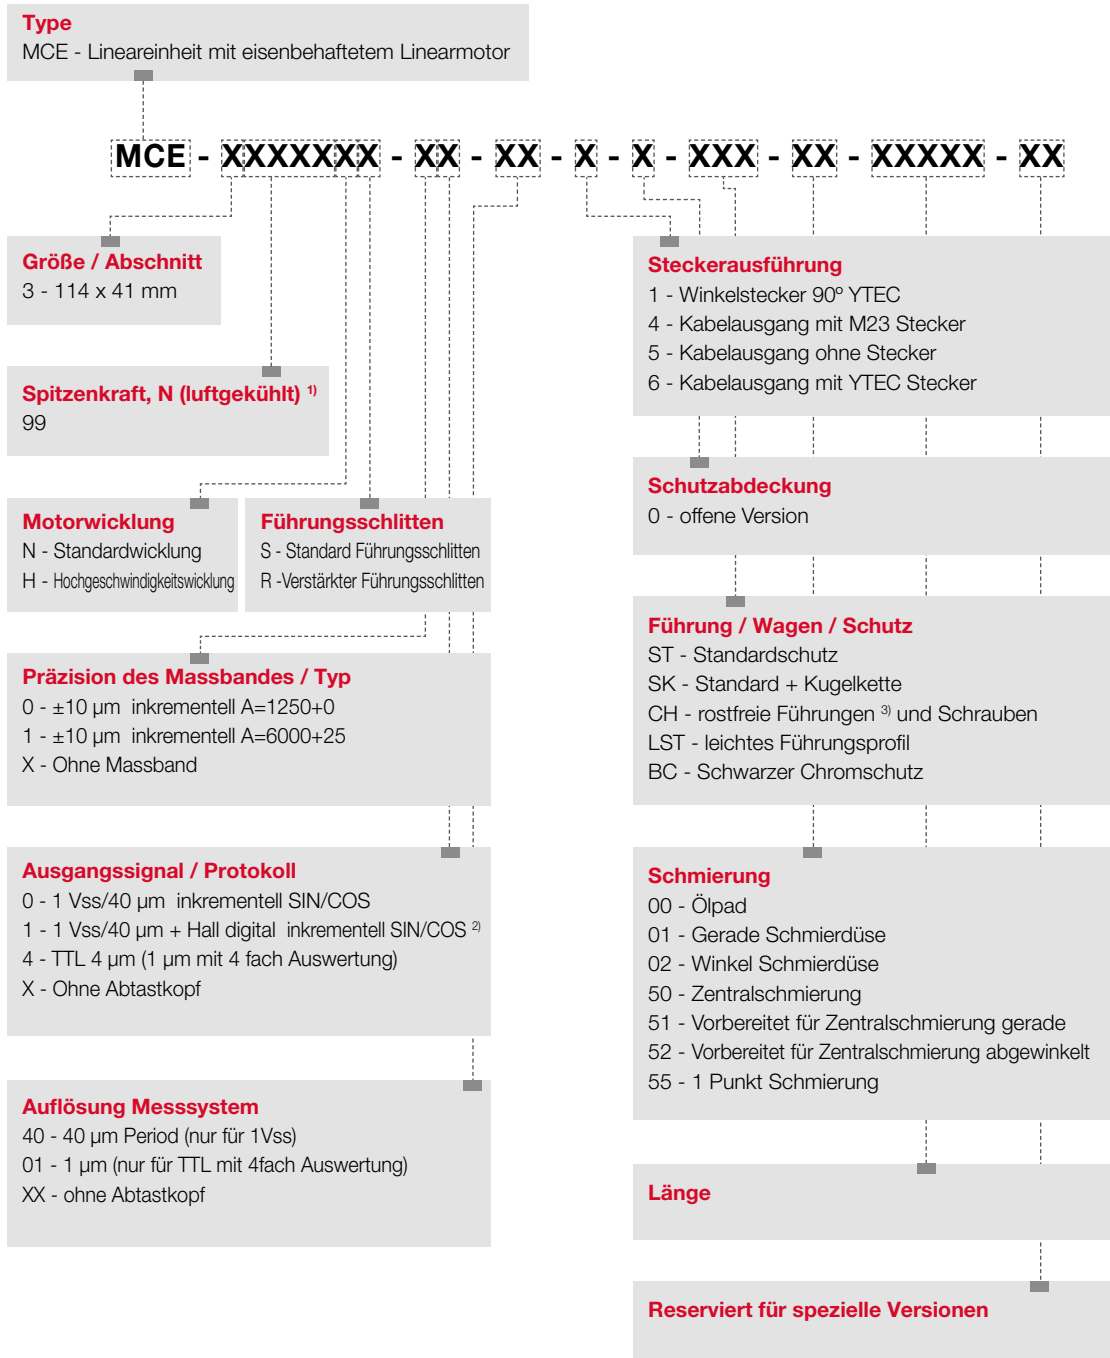 Type
MCE - Lineareinheit mit eisenbehaftetem Linearmotor
MCE - XXXXXXX - XX - XX - X - X - XXX - XX - XXXXX - XX
Größe / Abschnitt
3 - 114 x 41 mm
Spitzenkraft, N (luftgekühlt) 1)
99
Motorwicklung
N - Standardwicklung
H - Hochgeschwindigkeitswicklung
Führungsschlitten
S - Standard Führungsschlitten
R -Verstärkter Führungsschlitten
Präzision des Massbandes / Typ
0 - ±10 µm inkrementell A=1250+0
1 - ±10 µm inkrementell A=6000+25
X - Ohne Massband
Ausgangssignal / Protokoll
0 - 1 Vss/40 µm inkrementell SIN/COS
1 - 1 Vss/40 µm + Hall digital inkrementell SIN/COS 2)
4 - TTL 4 µm (1 µm mit 4 fach Auswertung)
X - Ohne Abtastkopf
Auflösung Messsystem
40 - 40 µm Period (nur für 1Vss)
01 - 1 µm (nur für TTL mit 4fach Auswertung)
XX - ohne Abtastkopf
Steckerausführung
1 - Winkelstecker 90º YTEC
4 - Kabelausgang mit M23 Stecker
5 - Kabelausgang ohne Stecker
6 - Kabelausgang mit YTEC Stecker
Schutzabdeckung
0 - offene Version
Führung / Wagen / Schutz
ST - Standardschutz
SK - Standard + Kugelkette
CH - rostfreie Führungen 3) und Schrauben
LST - leichtes Führungsprofil
BC - Schwarzer Chromschutz
Schmierung
00 - Ölpad
01 - Gerade Schmierdüse
02 - Winkel Schmierdüse
50 - Zentralschmierung
51 - Vorbereitet für Zentralschmierung gerade
52 - Vorbereitet für Zentralschmierung abgewinkelt
55 - 1 Punkt Schmierung
Länge
Reserviert für spezielle Versionen